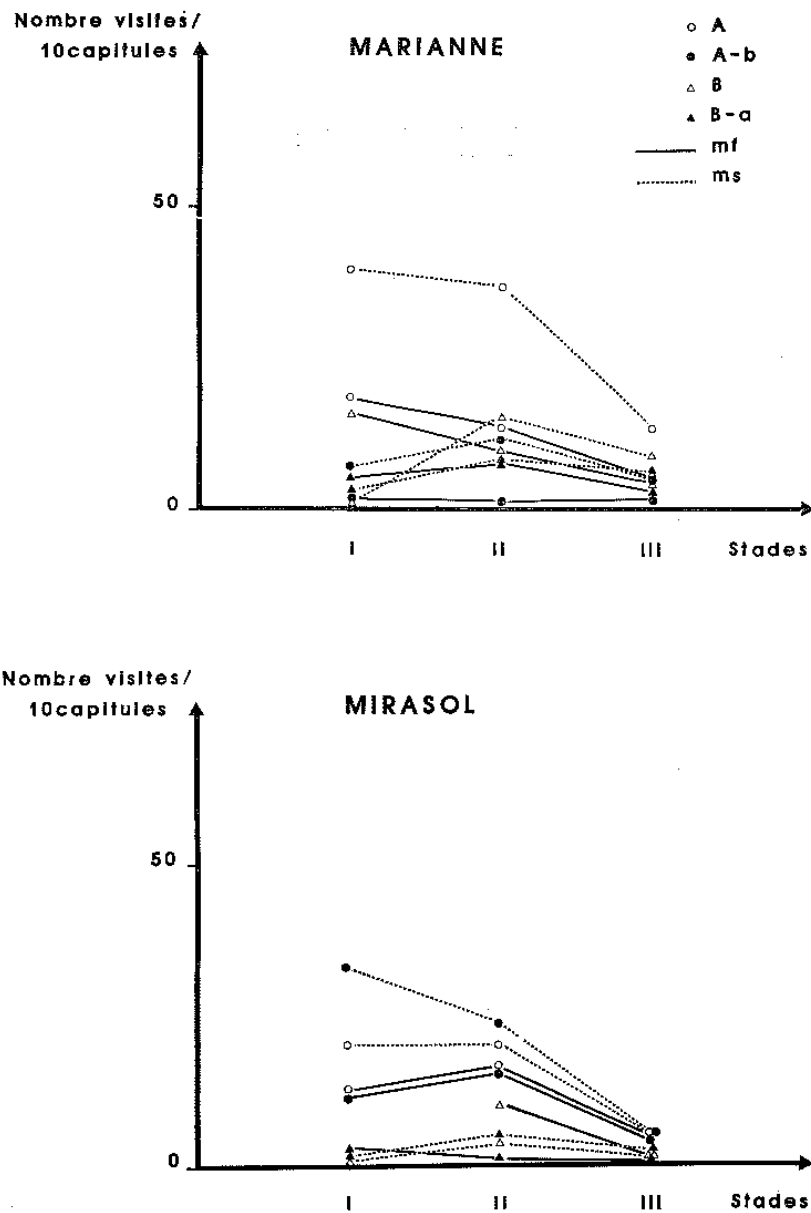 Nombre visites/
10capitules
MARIANNE
A
A-b
B
B-a
mf
ms
50
0
I II III Stades
Nombre visites/
10capitules
MIRASOL
50
0
I II III Stades